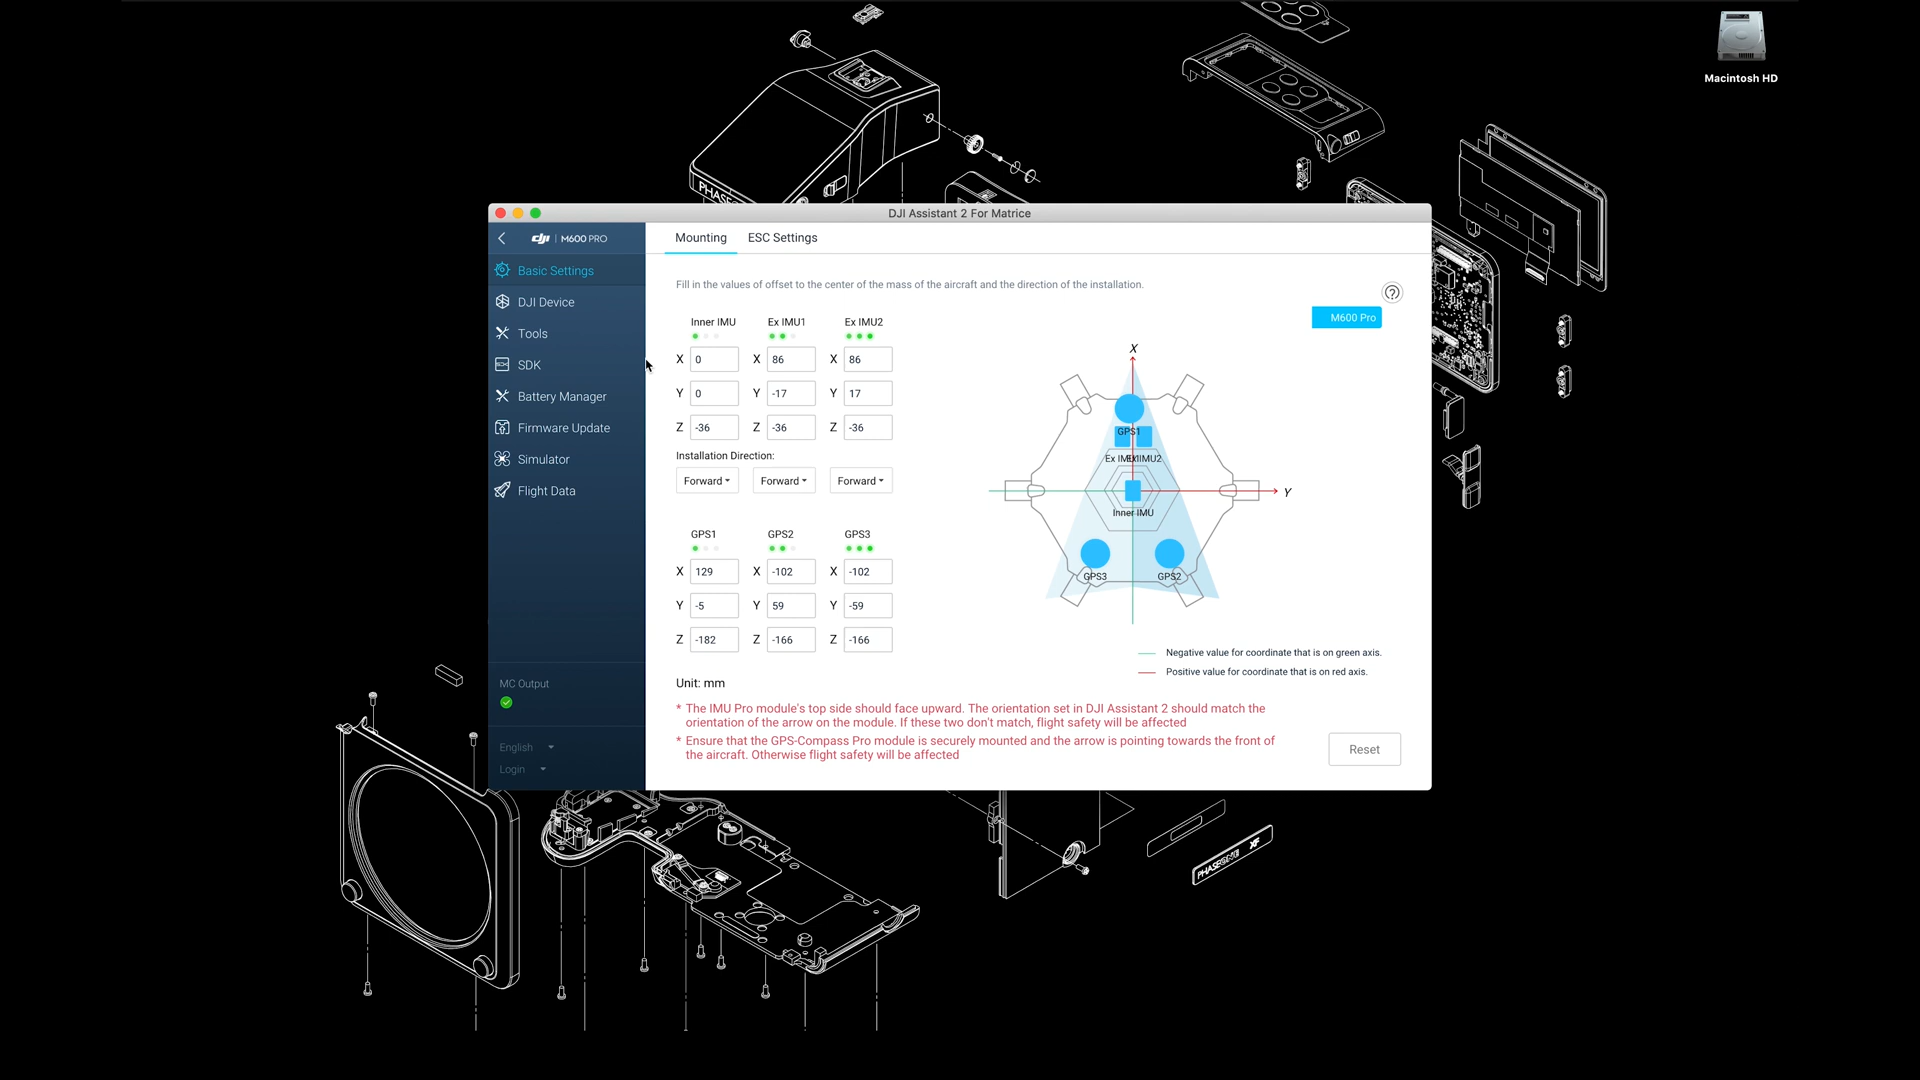 Macintosh HD
PHASE
DJI Assistant 2 For Matrice
dji M600 PRO
Mounting ESC Settings
Basic Settings
DJI Device
Tools
SDK
Battery Manager
Firmware Update
Simulator
Flight Data
MC Output
English
Login
Fill in the values of offset to the center of the mass of the aircraft and the direction of the installation.
M600 Pro
Inner IMU Ex IMU1 Ex IMU2
X 0 X 86 X 86
Y 0 Y -17 Y 17
Z -36 Z -36 Z -36
Installation Direction:
Forward Forward Forward
GPS1 GPS2 GPS3
X 129 X -102 X -102
Y -5 Y 59 Y -59
Z -182 Z -166 Z -166
Unit: mm
X
GPS1
Ex IMU1 Ex IMU2
Y
Inner IMU
GPS3 GPS2
Negative value for coordinate that is on green axis.
Positive value for coordinate that is on red axis.
* The IMU Pro module's top side should face upward. The orientation set in DJI Assistant 2 should match the
orientation of the arrow on the module. If these two don't match, flight safety will be affected
* Ensure that the GPS-Compass Pro module is securely mounted and the arrow is pointing towards the front of
the aircraft. Otherwise flight safety will be affected
Reset
PHASEONE XF